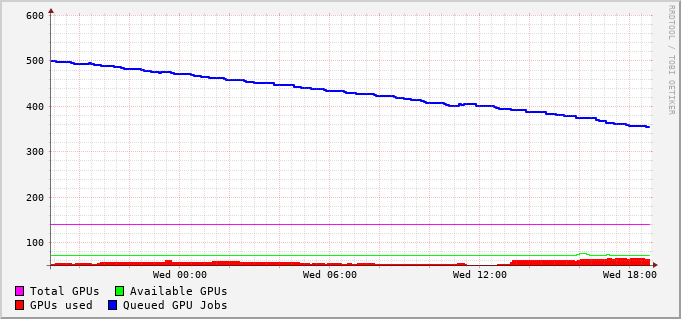 600
500
400
300
200
100
Wed 00:00 Wed 06:00 Wed 12:00 Wed 18:00
Total GPUs Available GPUs
GPUs used Queued GPU Jobs
RRDTOOL / TOBI OETIKER